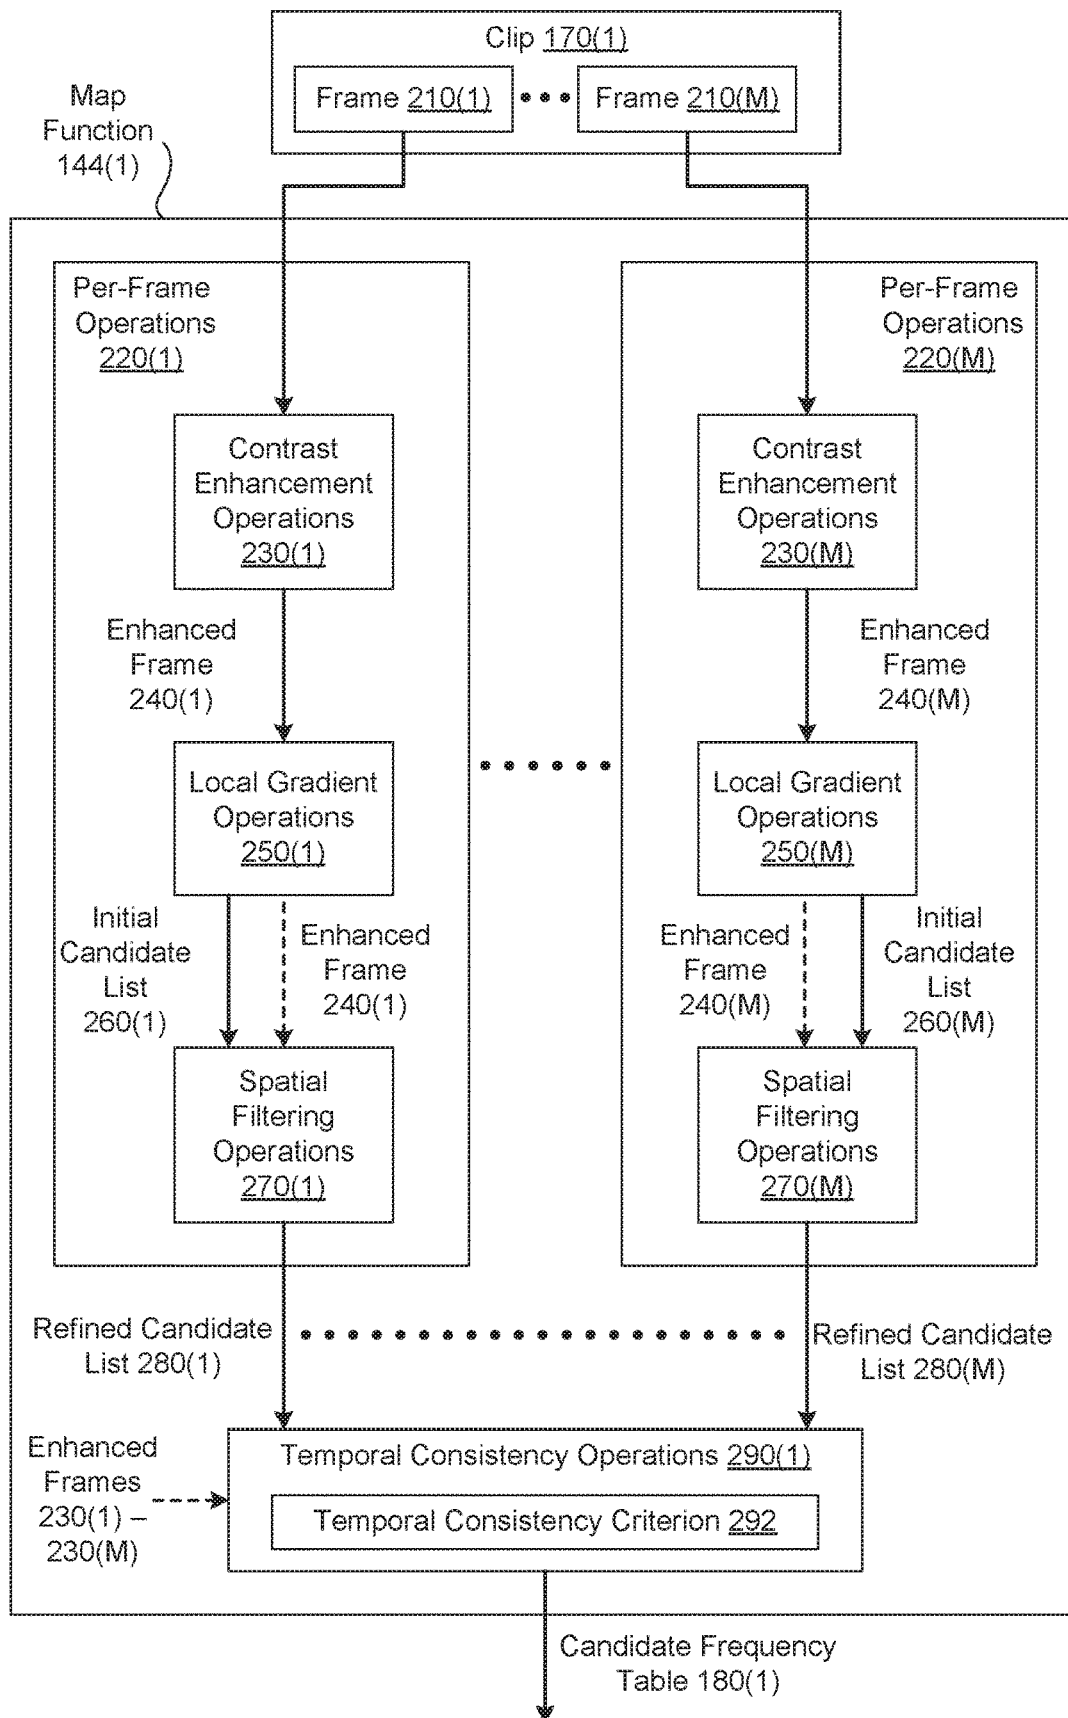 Clip 170(1)
Frame 210(1)
Frame 210(M)
Map
Function
144(1)
Per-Frame
Operations
220(1)
Per-Frame
Operations
220(M)
Contrast
Enhancement
Operations
230(1)
Contrast
Enhancement
Operations
230(M)
Enhanced
Frame
240(1)
Enhanced
Frame
240(M)
Local Gradient
Operations
250(1)
Local Gradient
Operations
250(M)
Initial
Candidate
List
260(1)
Enhanced
Frame
240(1)
Enhanced
Frame
240(M)
Initial
Candidate
List
260(M)
Spatial
Filtering
Operations
270(1)
Spatial
Filtering
Operations
270(M)
Refined Candidate
List 280(1)
Refined Candidate
List 280(M)
Enhanced
Frames
230(1) –
230(M)
Temporal Consistency Operations 290(1)
Temporal Consistency Criterion 292
Candidate Frequency
Table 180(1)